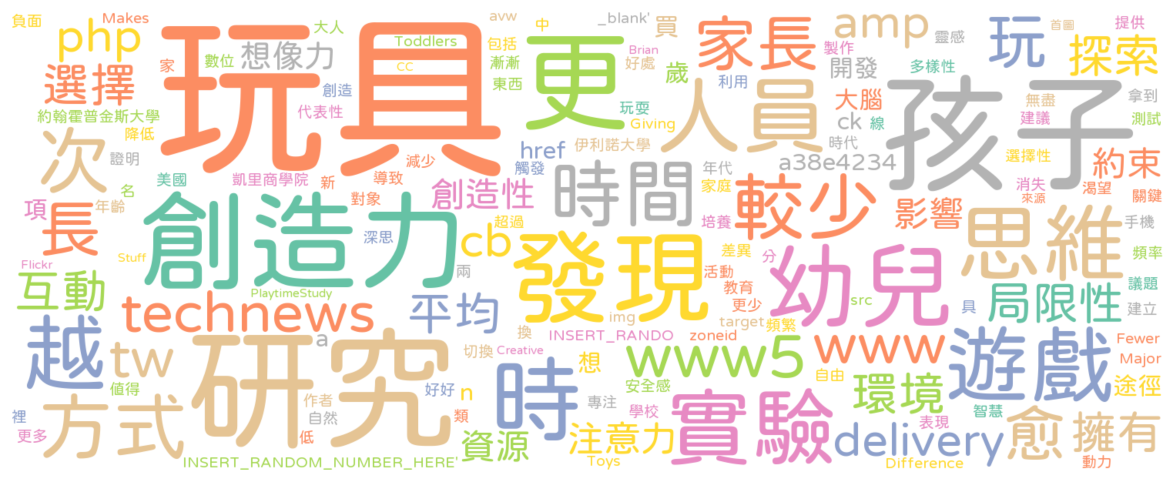 負面
Makes
大人
avw
中
_blank'
買
家長
amp
靈感
首圖
提供
php
想像力
Toddlers
包括
Brian
製作
玩
探索
選擇
家
數位
CC
漸漸
好處
歲
開發
多樣性
玩具
更
東西
利用
人員
孩子
創造
約翰霍普金斯大學
代表性
玩耍
大腦
無盡
拿到
降低
Giving
ck
線
建議
測試
次
證明
減少
href
伊利諾大學
時代
選擇性
約束
美國
凱里商學院
新
導致
觸發
時間
年代
a38e4234
消失
渴望
關鍵
項
名
年齡
對象
創造性
家庭
較少
影響
來源
長
創造力
深思
超過
cb
發現
培養
差異
幼兒
思維
手機
頻率
Flickr
Stuff
兩
活動
分
互動
PlaytimeStudy
教育
局限性
議題
technews
平均
換
img
更少
src
具
建立
越
tw
研究
a
切換
INSERT_RANDO
target
頻繁
zoneid
www
遊戲
Fewer
Major
值得
Creative
時
想
www5
自由
環境
途徑
方式
作者
好好
n
安全感
智慧
裡
自然
類
專注
學校
實驗
表現
愈
擁有
更多
低
資源
注意力
delivery
INSERT_RANDOM_NUMBER_HERE'
Toys
Difference
動力